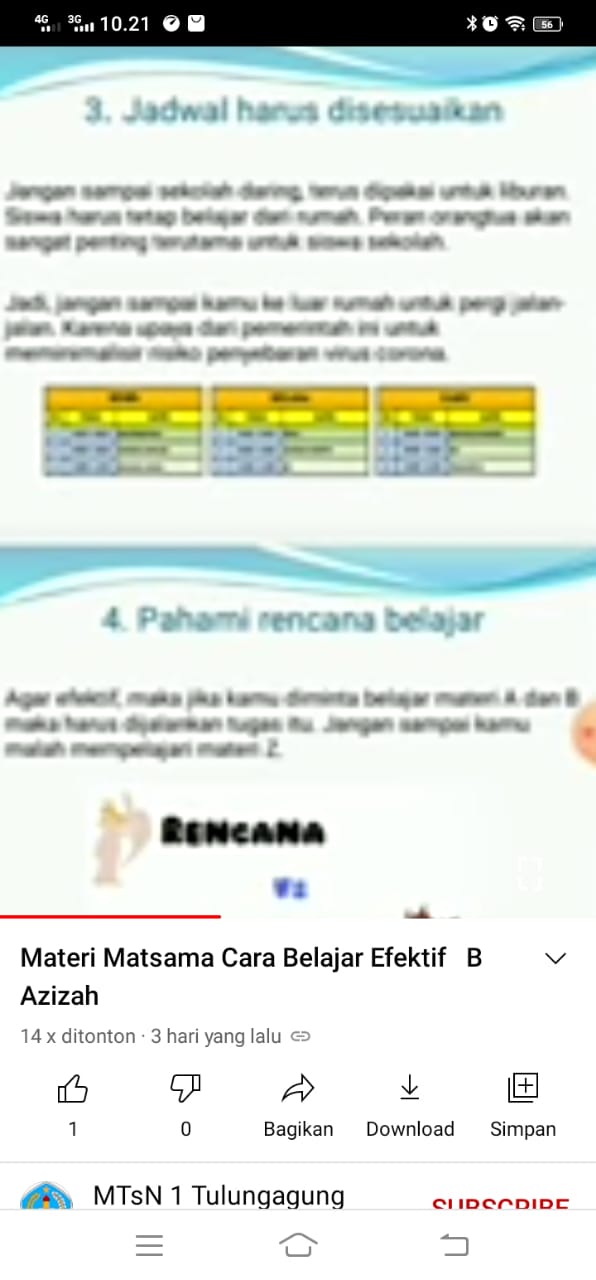 4G 3G 10.21 56
3. Jadwal harus disesuaikan
Jangan sampai sekolah daring, terus dipakai untuk liburan.
Siswa harus tetap belajar dari rumah. Peran orangtua akan
sangat penting terutama untuk siswa sekolah.
Jadi, jangan sampai kamu ke luar rumah untuk pergi jalan-
jalan. Karena upaya dari pemerintah ini untuk
meminimalisir risiko penyebaran virus corona.
4. Pahami rencana belajar
Agar efektif, maka jika kamu diminta belajar materi A dan B
maka harus dijalankan tugas itu. Jangan sampai kamu
malah mempelajari materi Z.
RENCANA
Materi Matsama Cara Belajar Efektif B
Azizah
14 x ditonton · 3 hari yang lalu
1 0 Bagikan Download Simpan
MTsN 1 Tulungagung
SUBSCRIBE